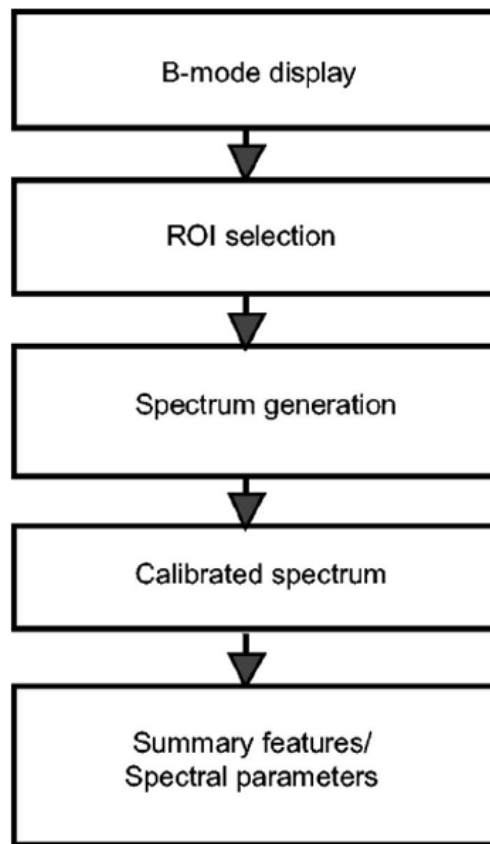 B-mode display
ROI selection
Spectrum generation
Calibrated spectrum
Summary features/
Spectral parameters